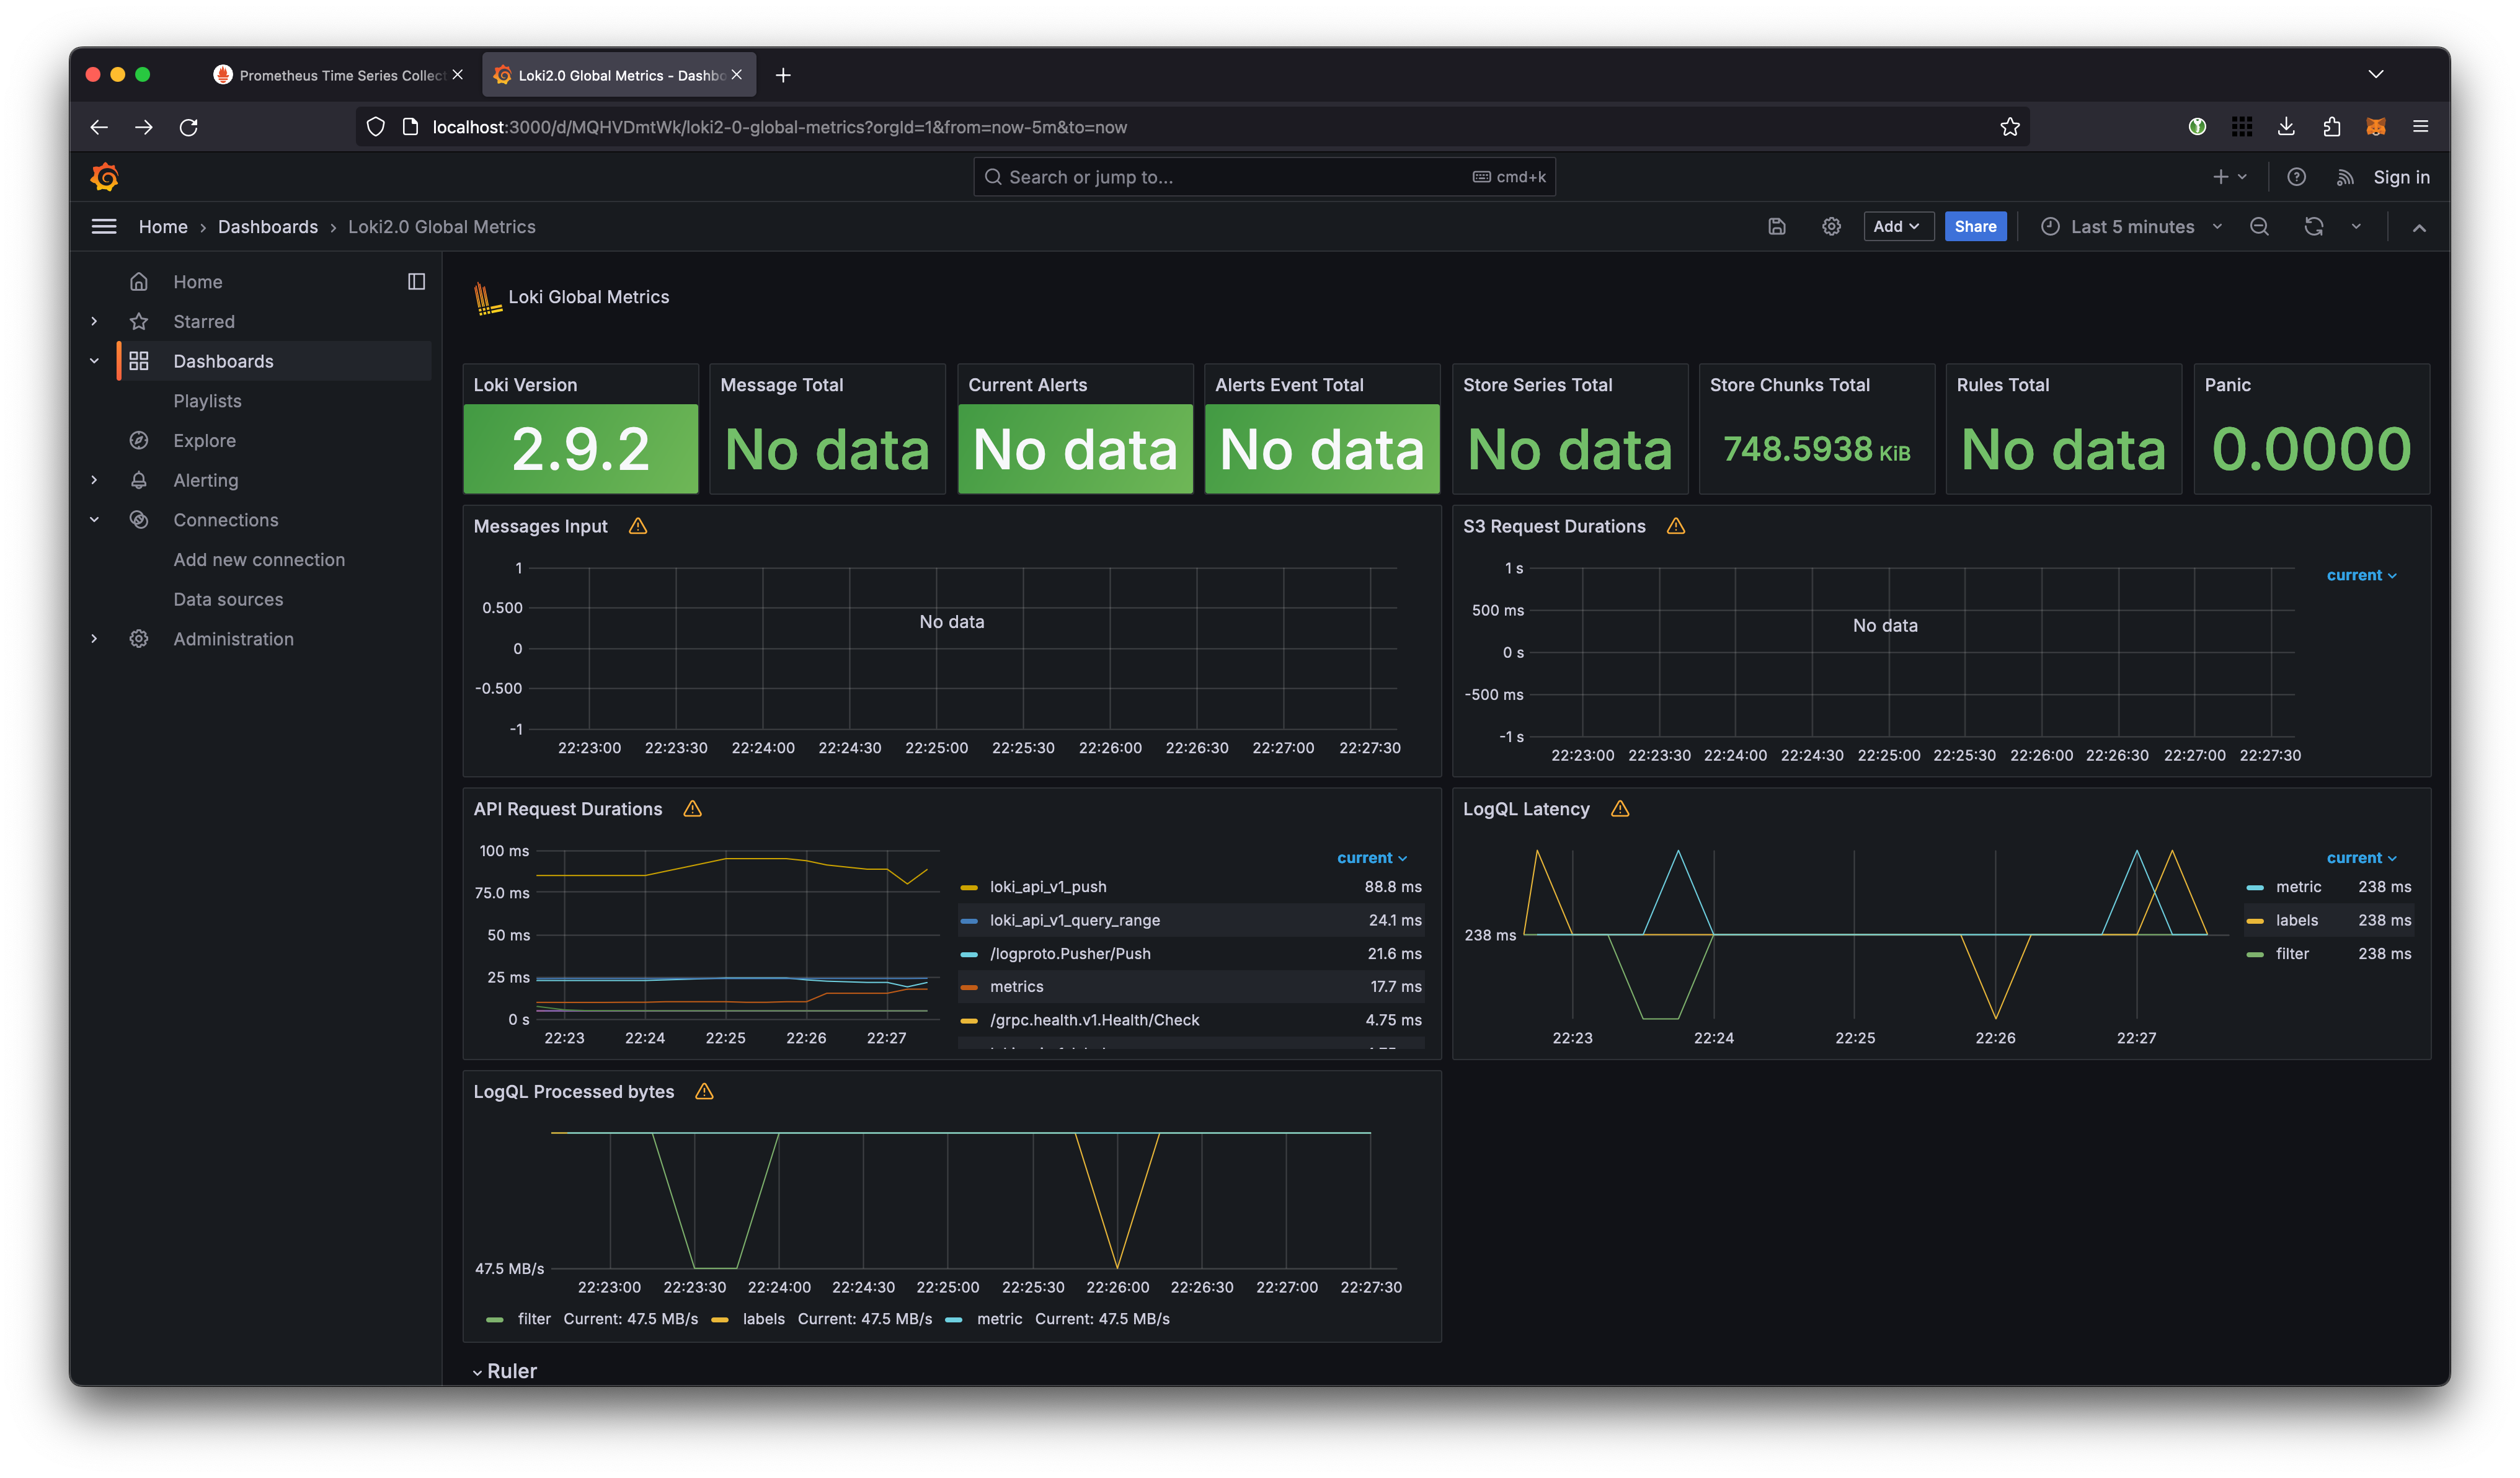 Prometheus Time Series Collect
Loki2.0 Global Metrics - Dashbo
localhost:3000/d/MQHVDmtWk/loki2-0-global-metrics?orgId=1&from=now-5m&to=now
Search or jump to...
cmd+k
Sign in
Home
Dashboards
Loki2.0 Global Metrics
Add
Share
Last 5 minutes
Home
Starred
Dashboards
Playlists
Explore
Alerting
Connections
Add new connection
Data sources
Administration
Loki Global Metrics
Loki Version
2.9.2
Message Total
No data
Current Alerts
No data
Alerts Event Total
No data
Store Series Total
No data
Store Chunks Total
748.5938 KiB
Rules Total
No data
Panic
0.0000
Messages Input
1
0.500
0
-0.500
-1
No data
22:23:00 22:23:30 22:24:00 22:24:30 22:25:00 22:25:30 22:26:00 22:26:30 22:27:00 22:27:30
S3 Request Durations
1 s
500 ms
0 s
-500 ms
-1 s
No data
22:23:00 22:23:30 22:24:00 22:24:30 22:25:00 22:25:30 22:26:00 22:26:30 22:27:00 22:27:30
current
API Request Durations
100 ms
75.0 ms
50 ms
25 ms
0 s
22:23 22:24 22:25 22:26 22:27
current
loki_api_v1_push 88.8 ms
loki_api_v1_query_range 24.1 ms
/logproto.Pusher/Push 21.6 ms
metrics 17.7 ms
/grpc.health.v1.Health/Check 4.75 ms
LogQL Latency
238 ms
22:23 22:24 22:25 22:26 22:27
current
metric 238 ms
labels 238 ms
filter 238 ms
LogQL Processed bytes
47.5 MB/s
22:23:00 22:23:30 22:24:00 22:24:30 22:25:00 22:25:30 22:26:00 22:26:30 22:27:00 22:27:30
filter Current: 47.5 MB/s labels Current: 47.5 MB/s metric Current: 47.5 MB/s
Ruler